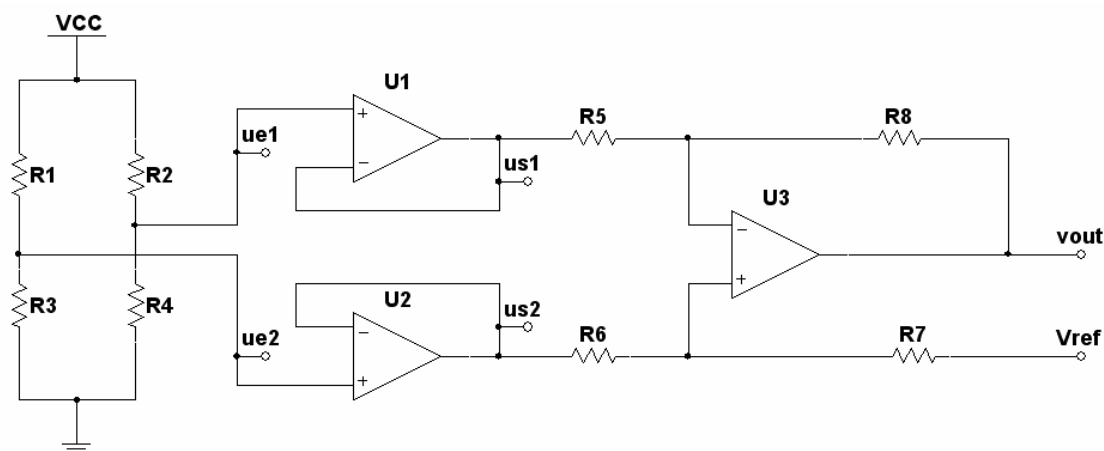 VCC
U1
R5
R8
ue1
us1
R1
R2
U3
vout
R3
R4
U2
us2
ue2
R6
R7
Vref